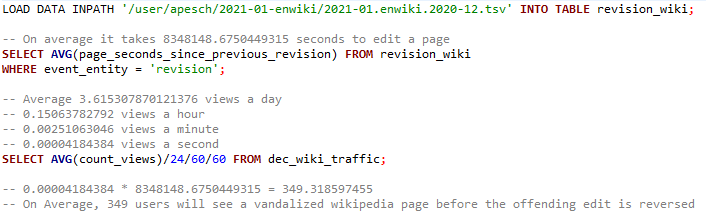 LOAD DATA INPATH '/user/apesch/2021-01-enwiki/2021-01.enwiki.2020-12.tsv' INTO TABLE revision_wiki;
-- On average it takes 8348148.6750449315 seconds to edit a page
SELECT AVG(page_seconds_since_previous_revision) FROM revision_wiki
WHERE event_entity = 'revision';
-- Average 3.615307870121376 views a day
-- 0.15063782792 views a hour
-- 0.00251063046 views a minute
-- 0.00004184384 views a second
SELECT AVG(count_views)/24/60/60 FROM dec_wiki_traffic;
-- 0.00004184384 * 8348148.6750449315 = 349.318597455
-- On Average, 349 users will see a vandalized wikipedia page before the offending edit is reversed